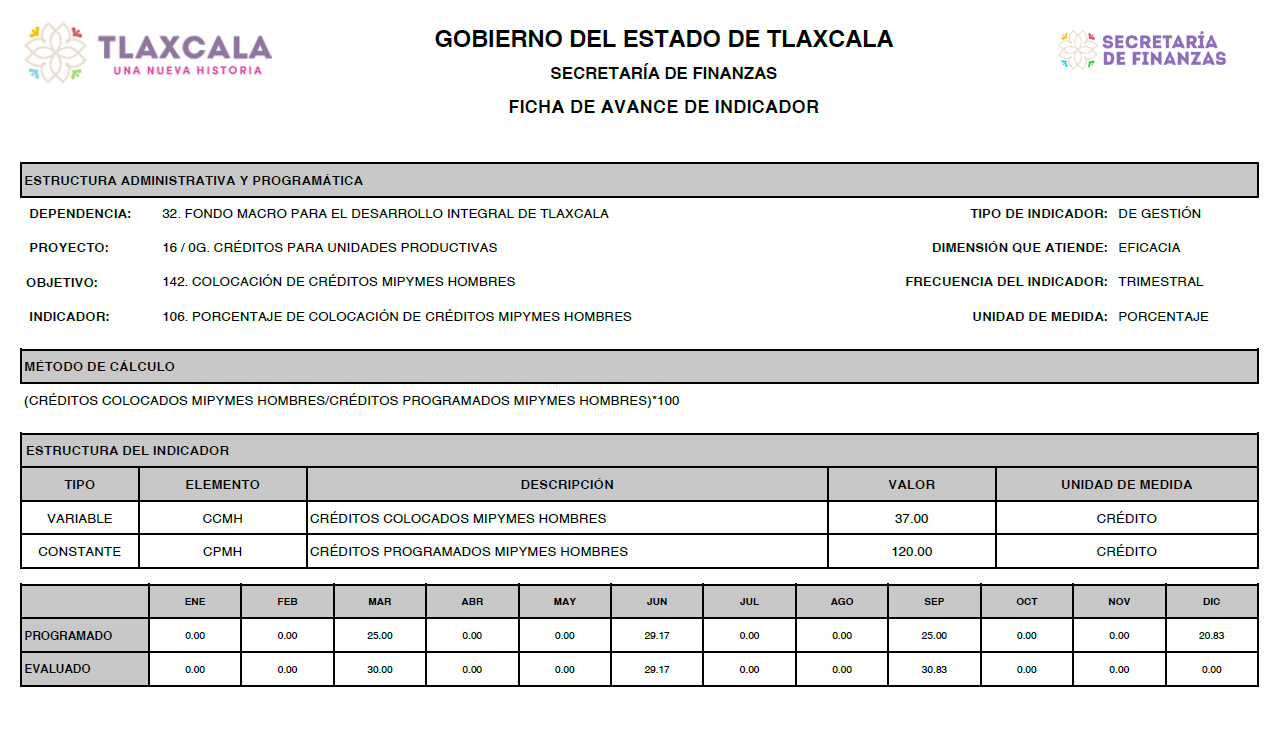 TLAXCALA
UNA NUEVA HISTORIA
GOBIERNO DEL ESTADO DE TLAXCALA
SECRETARÍA DE FINANZAS
FICHA DE AVANCE DE INDICADOR
SECRETARÍA
DE FINANZAS
ESTRUCTURA ADMINISTRATIVA Y PROGRAMÁTICA
DEPENDENCIA: 32. FONDO MACRO PARA EL DESARROLLO INTEGRAL DE TLAXCALA TIPO DE INDICADOR: DE GESTIÓN
PROYECTO: 16 / 0G. CRÉDITOS PARA UNIDADES PRODUCTIVAS DIMENSIÓN QUE ATIENDE: EFICACIA
OBJETIVO: 142. COLOCACIÓN DE CRÉDITOS MIPYMES HOMBRES FRECUENCIA DEL INDICADOR: TRIMESTRAL
INDICADOR: 106. PORCENTAJE DE COLOCACIÓN DE CRÉDITOS MIPYMES HOMBRES UNIDAD DE MEDIDA: PORCENTAJE
MÉTODO DE CÁLCULO
(CRÉDITOS COLOCADOS MIPYMES HOMBRES/CRÉDITOS PROGRAMADOS MIPYMES HOMBRES)*100
ESTRUCTURA DEL INDICADOR
TIPO ELEMENTO DESCRIPCIÓN VALOR UNIDAD DE MEDIDA
VARIABLE CCMH CRÉDITOS COLOCADOS MIPYMES HOMBRES 37.00 CRÉDITO
CONSTANTE CPMH CRÉDITOS PROGRAMADOS MIPYMES HOMBRES 120.00 CRÉDITO
ENE FEB MAR ABR MAY JUN JUL AGO SEP OCT NOV DIC
PROGRAMADO 0.00 0.00 25.00 0.00 0.00 29.17 0.00 0.00 25.00 0.00 0.00 20.83
EVALUADO 0.00 0.00 30.00 0.00 0.00 29.17 0.00 0.00 30.83 0.00 0.00 0.00